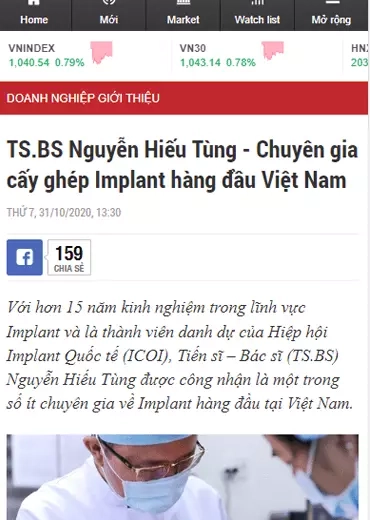 Home Mới Market Watch list Mở rộng
VNINDEX VN30 HNX
1,040.54 0.79% 1,043.14 0.78% 203
DOANH NGHIỆP GIỚI THIỆU
TS.BS Nguyễn Hiếu Tùng - Chuyên gia
cấy ghép Implant hàng đầu Việt Nam
THỨ 7, 31/10/2020, 13:30
159
CHIA SẺ
Với hơn 15 năm kinh nghiệm trong lĩnh vực
Implant và là thành viên danh dự của Hiệp hội
Implant Quốc tế (ICOI), Tiến sĩ – Bác sĩ (TS.BS)
Nguyễn Hiếu Tùng được công nhận là một trong
số ít chuyên gia về Implant hàng đầu tại Việt Nam.